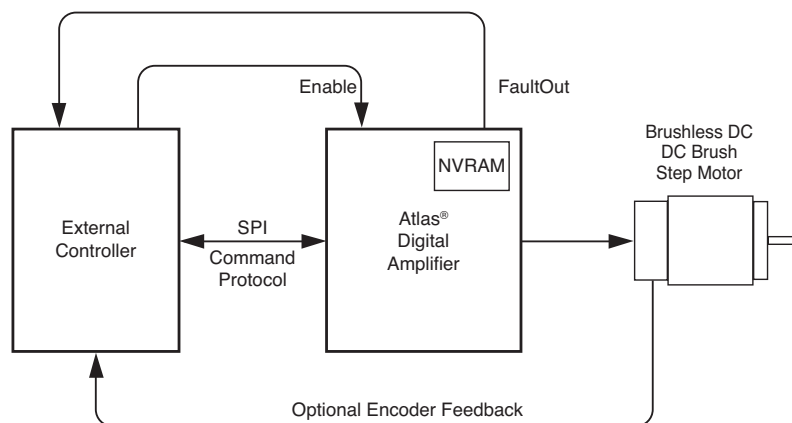 Enable
FaultOut
Brushless DC
DC Brush
Step Motor
NVRAM
External
Controller
SPI
Command
Protocol
Atlas®
Digital
Amplifier
Optional Encoder Feedback